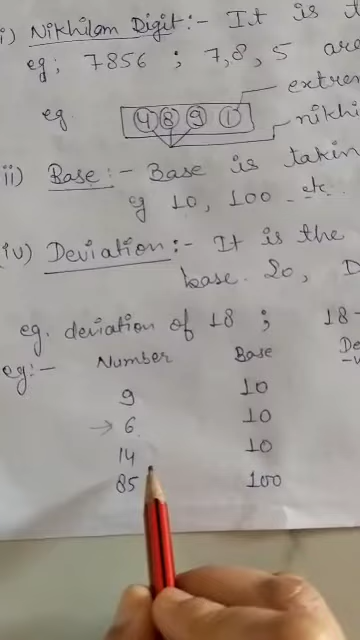 i) Nikhilam Digit:- It is t
eg; 7856 ; 7,8,5 are
eg. 4 8 9 1 extrem
nikhi
ii) Base:- Base is takin
eg 10, 100 - etc.
iv) Deviation:- It is the
base. So, D
eg. deviation of 18 ; 18-
eg:- Number Base De
9 10 -v
→ 6 10
14 10
85 100